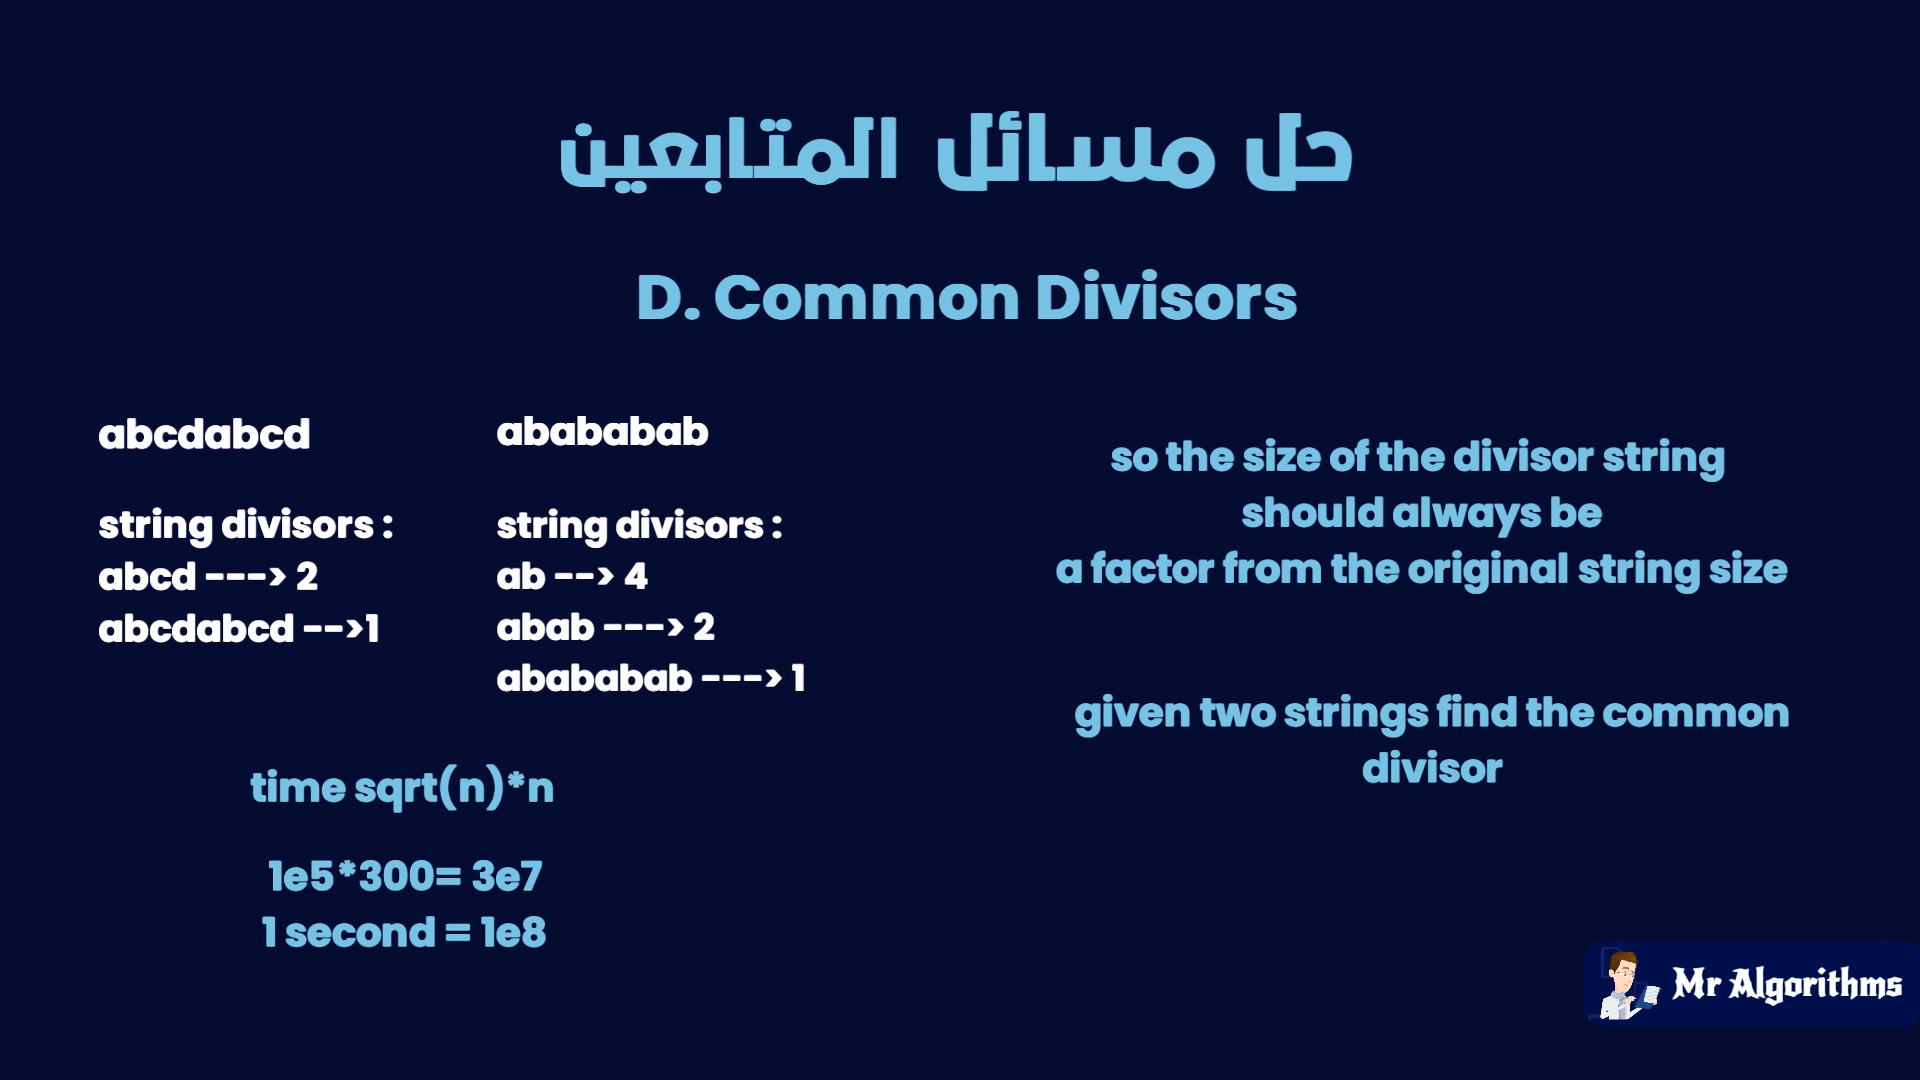 حل مسائل المتابعين
D. Common Divisors
abcdabcd
string divisors :
abcd ---> 2
abcdabcd -->1
abababab
string divisors :
ab --> 4
abab ---> 2
abababab ---> 1
so the size of the divisor string
should always be
a factor from the original string size
given two strings find the common
divisor
time sqrt(n)*n
1e5*300= 3e7
1 second = 1e8
Mr Algorithms